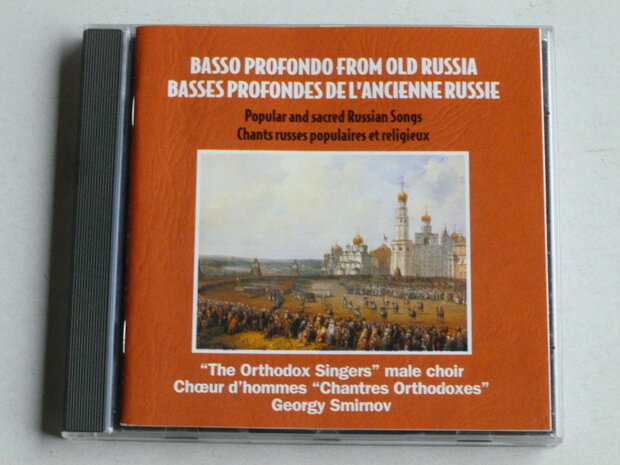 BASSO PROFONDO FROM OLD RUSSIA
BASSES PROFONDES DE L'ANCIENNE RUSSIE
Popular and sacred Russian Songs
Chants russes populaires et religieux
“The Orthodox Singers” male choir
Chœur d'hommes “Chantres Orthodoxes”
Georgy Smirnov